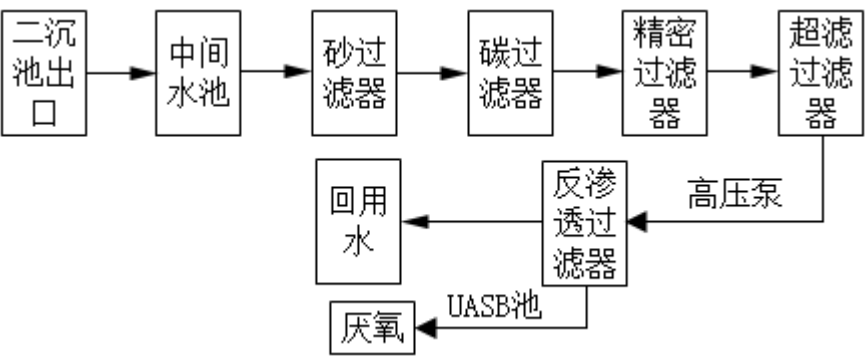 二沉
池出
口
中间
水池
砂过
滤器
碳过
滤器
精密
过滤
器
超滤
过滤
器
高压泵
反渗
透过
滤器
回用
水
UASB池
厌氧